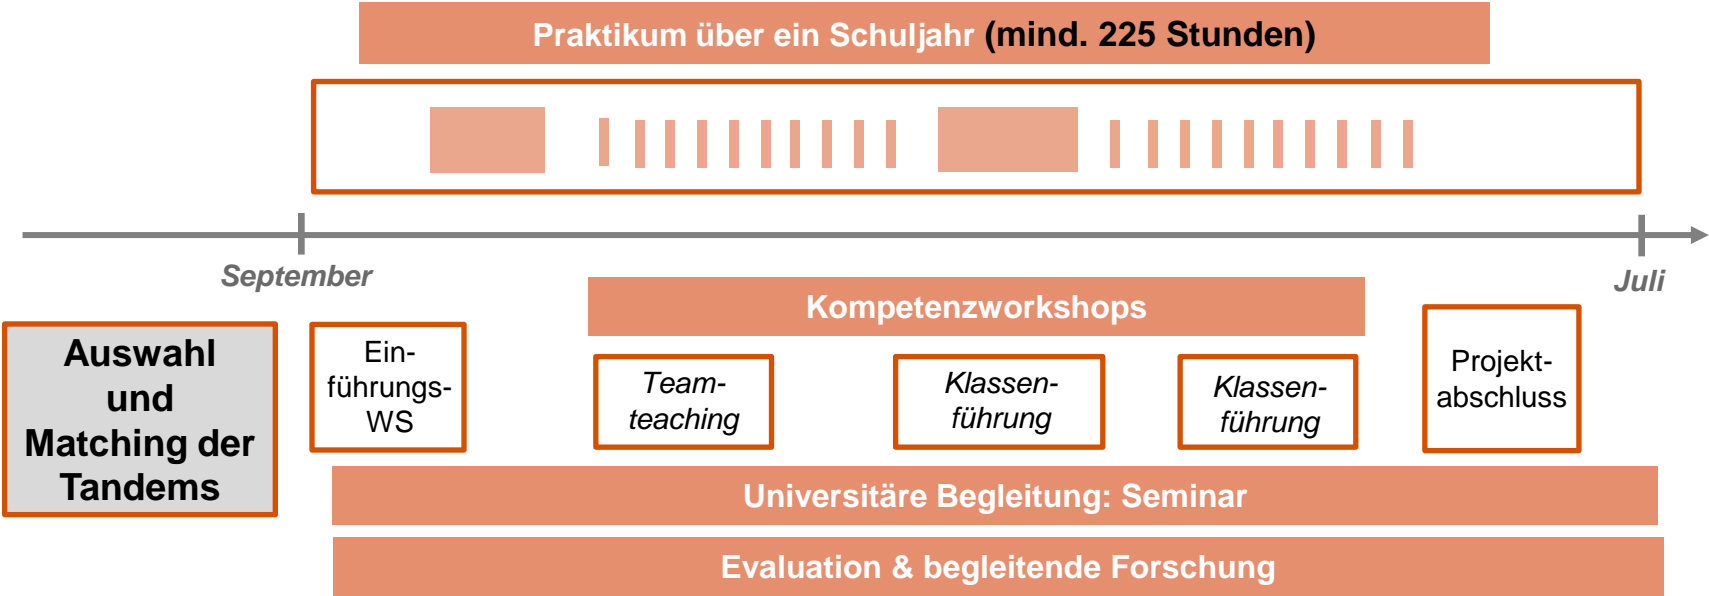 Praktikum über ein Schuljahr (mind. 225 Stunden)
September
Juli
Kompetenzworkshops
Auswahl
und
Matching der
Tandems
Ein-
führungs-
WS
Team-
teaching
Klassen-
führung
Klassen-
führung
Projekt-
abschluss
Universitäre Begleitung: Seminar
Evaluation & begleitende Forschung